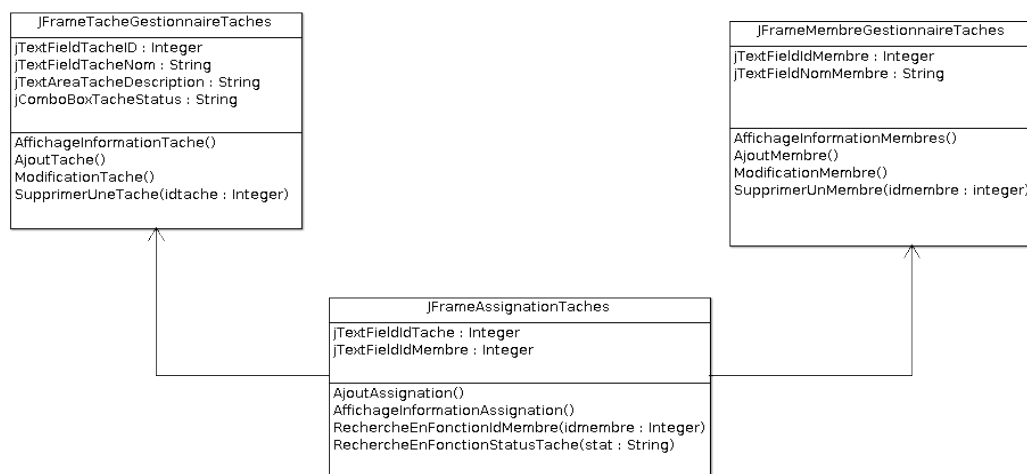 JFrameTacheGestionnaireTaches
jTextFieldTacheID : Integer
jTextFieldTacheNom : String
jTextAreaTacheDescription : String
jComboBoxTacheStatus : String
AffichageInformationTache()
AjoutTache()
ModificationTache()
SupprimerUneTache(idtache : Integer)
JFrameMembreGestionnaireTaches
jTextFieldIdMembre : Integer
jTextFieldNomMembre : String
AffichageInformationMembres()
AjoutMembre()
ModificationMembre()
SupprimerUnMembre(idmembre : integer)
JFrameAssignationTaches
jTextFieldIdTache : Integer
jTextFieldIdMembre : Integer
AjoutAssignation()
AffichageInformationAssignation()
RechercheEnFonctionIdMembre(idmembre : Integer)
RechercheEnFonctionStatusTache(stat : String)